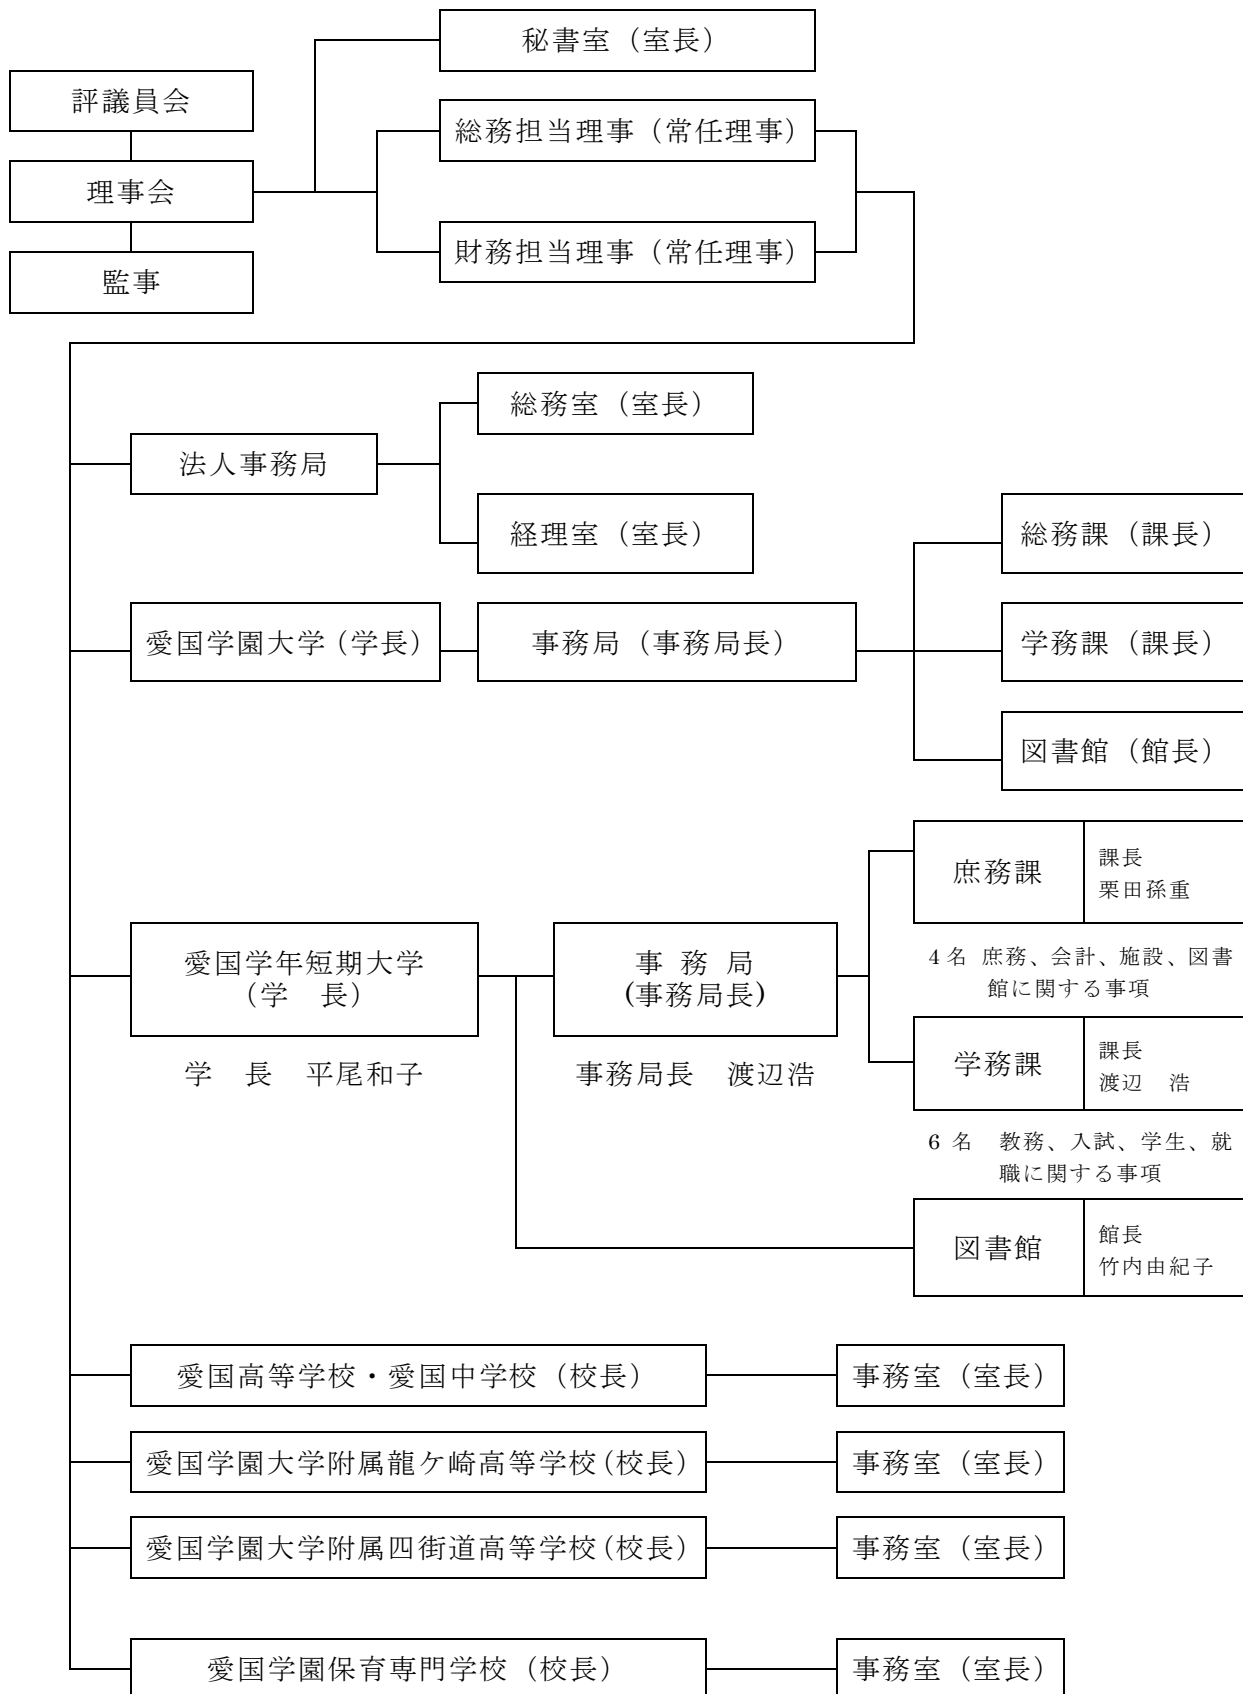 秘書室（室長）
評議員会
総務担当理事（常任理事）
理事会
財務担当理事（常任理事）
監事
総務室（室長）
法人事務局
経理室（室長）
総務課（課長）
愛国学園大学（学長）
事務局（事務局長）
学務課（課長）
図書館（館長）
庶務課
課長
栗田孫重
4名 庶務、会計、施設、図書
館に関する事項
愛国学年短期大学
（学　長）
事 務 局
(事務局長)
学　長　平尾和子
事務局長　渡辺浩
学務課
課長
渡辺　浩
6 名　教務、入試、学生、就
職に関する事項
図書館
館長
竹内由紀子
愛国高等学校・愛国中学校（校長）
事務室（室長）
愛国学園大学附属龍ケ崎高等学校（校長）
事務室（室長）
愛国学園大学附属四街道高等学校（校長）
事務室（室長）
愛国学園保育専門学校（校長）
事務室（室長）